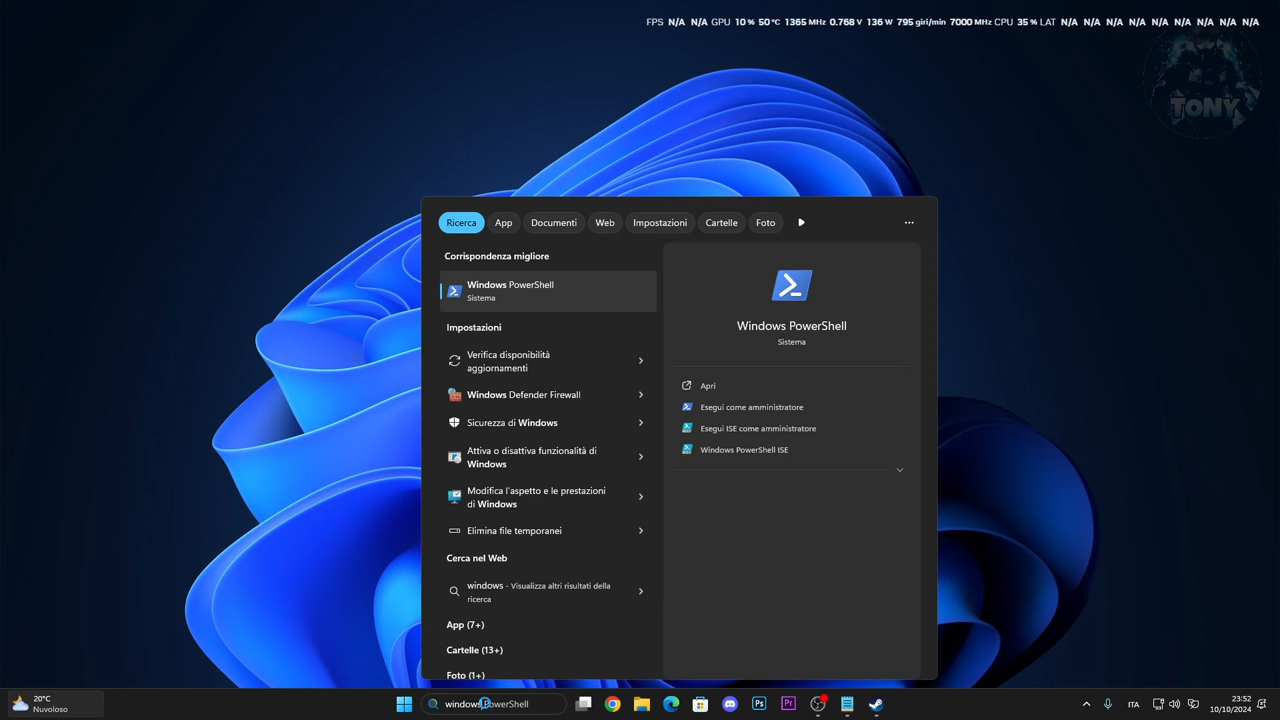 FPS N/A N/A GPU 10 % 50 °C 1365 MHz 0.768 V 136 W 795 giri/min 7000 MHz CPU 35 % LAT N/A N/A N/A N/A N/A N/A N/A N/A N/A
TONY
Ricerca App Documenti Web Impostazioni Cartelle Foto
Corrispondenza migliore
Windows PowerShell
Sistema
Impostazioni
Verifica disponibilità
aggiornamenti
Windows Defender Firewall
Sicurezza di Windows
Attiva o disattiva funzionalità di
Windows
Modifica l'aspetto e le prestazioni
di Windows
Elimina file temporanei
Cerca nel Web
windows - Visualizza altri risultati della
ricerca
App (7+)
Cartelle (13+)
Foto (1+)
Windows PowerShell
Sistema
Apri
Esegui come amministratore
Esegui ISE come amministratore
Windows PowerShell ISE
20°C
Nuvoloso
windows PowerShell
Ps
Pr
ITA
23:52
10/10/2024